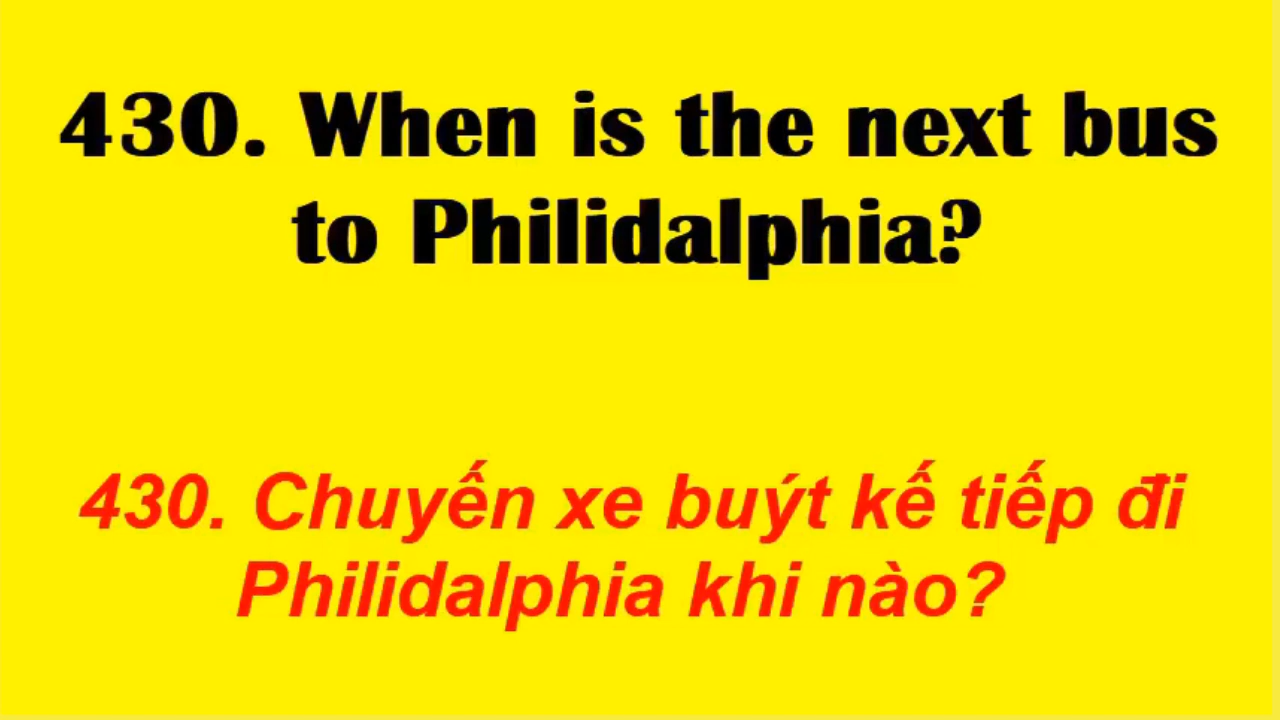 430. When is the next bus
to Philidalphia?
430. Chuyến xe buýt kế tiếp đi
Philidalphia khi nào?